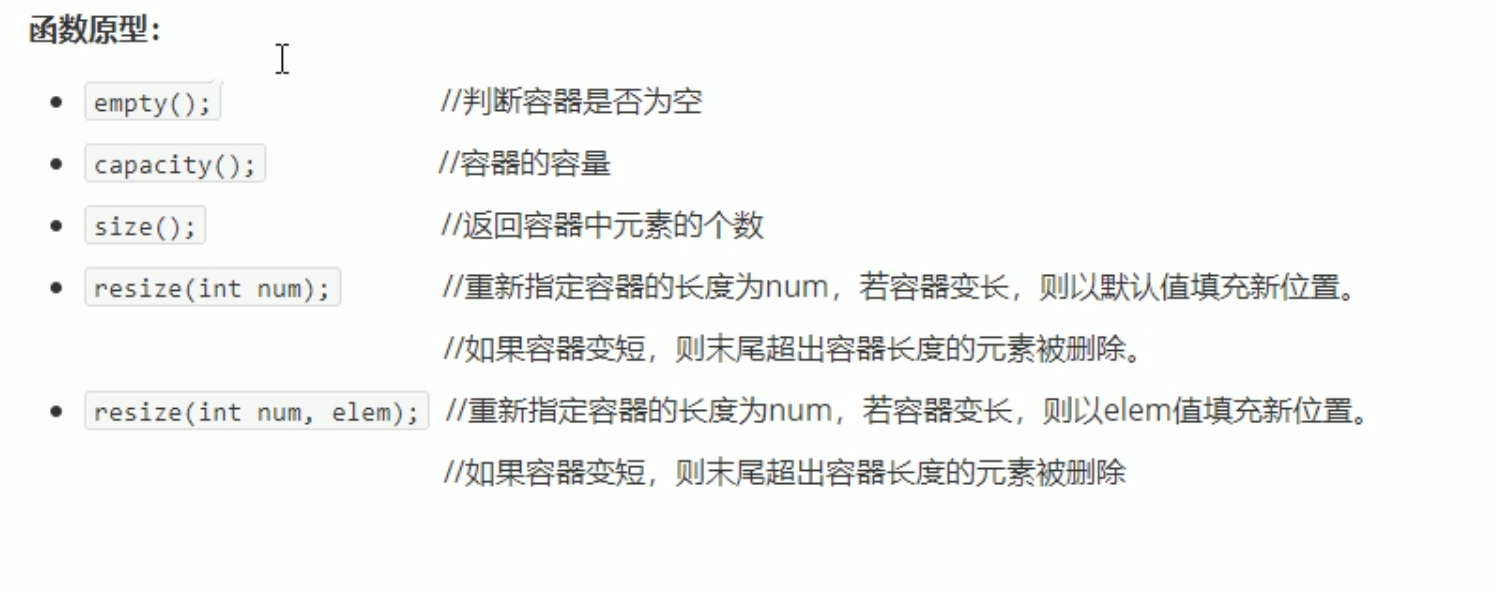 函数原型：
empty(); //判断容器是否为空
capacity(); //容器的容量
size(); //返回容器中元素的个数
resize(int num); //重新指定容器的长度为num，若容器变长，则以默认值填充新位置。
//如果容器变短，则末尾超出容器长度的元素被删除。
resize(int num, elem); //重新指定容器的长度为num，若容器变长，则以elem值填充新位置。
//如果容器变短，则末尾超出容器长度的元素被删除